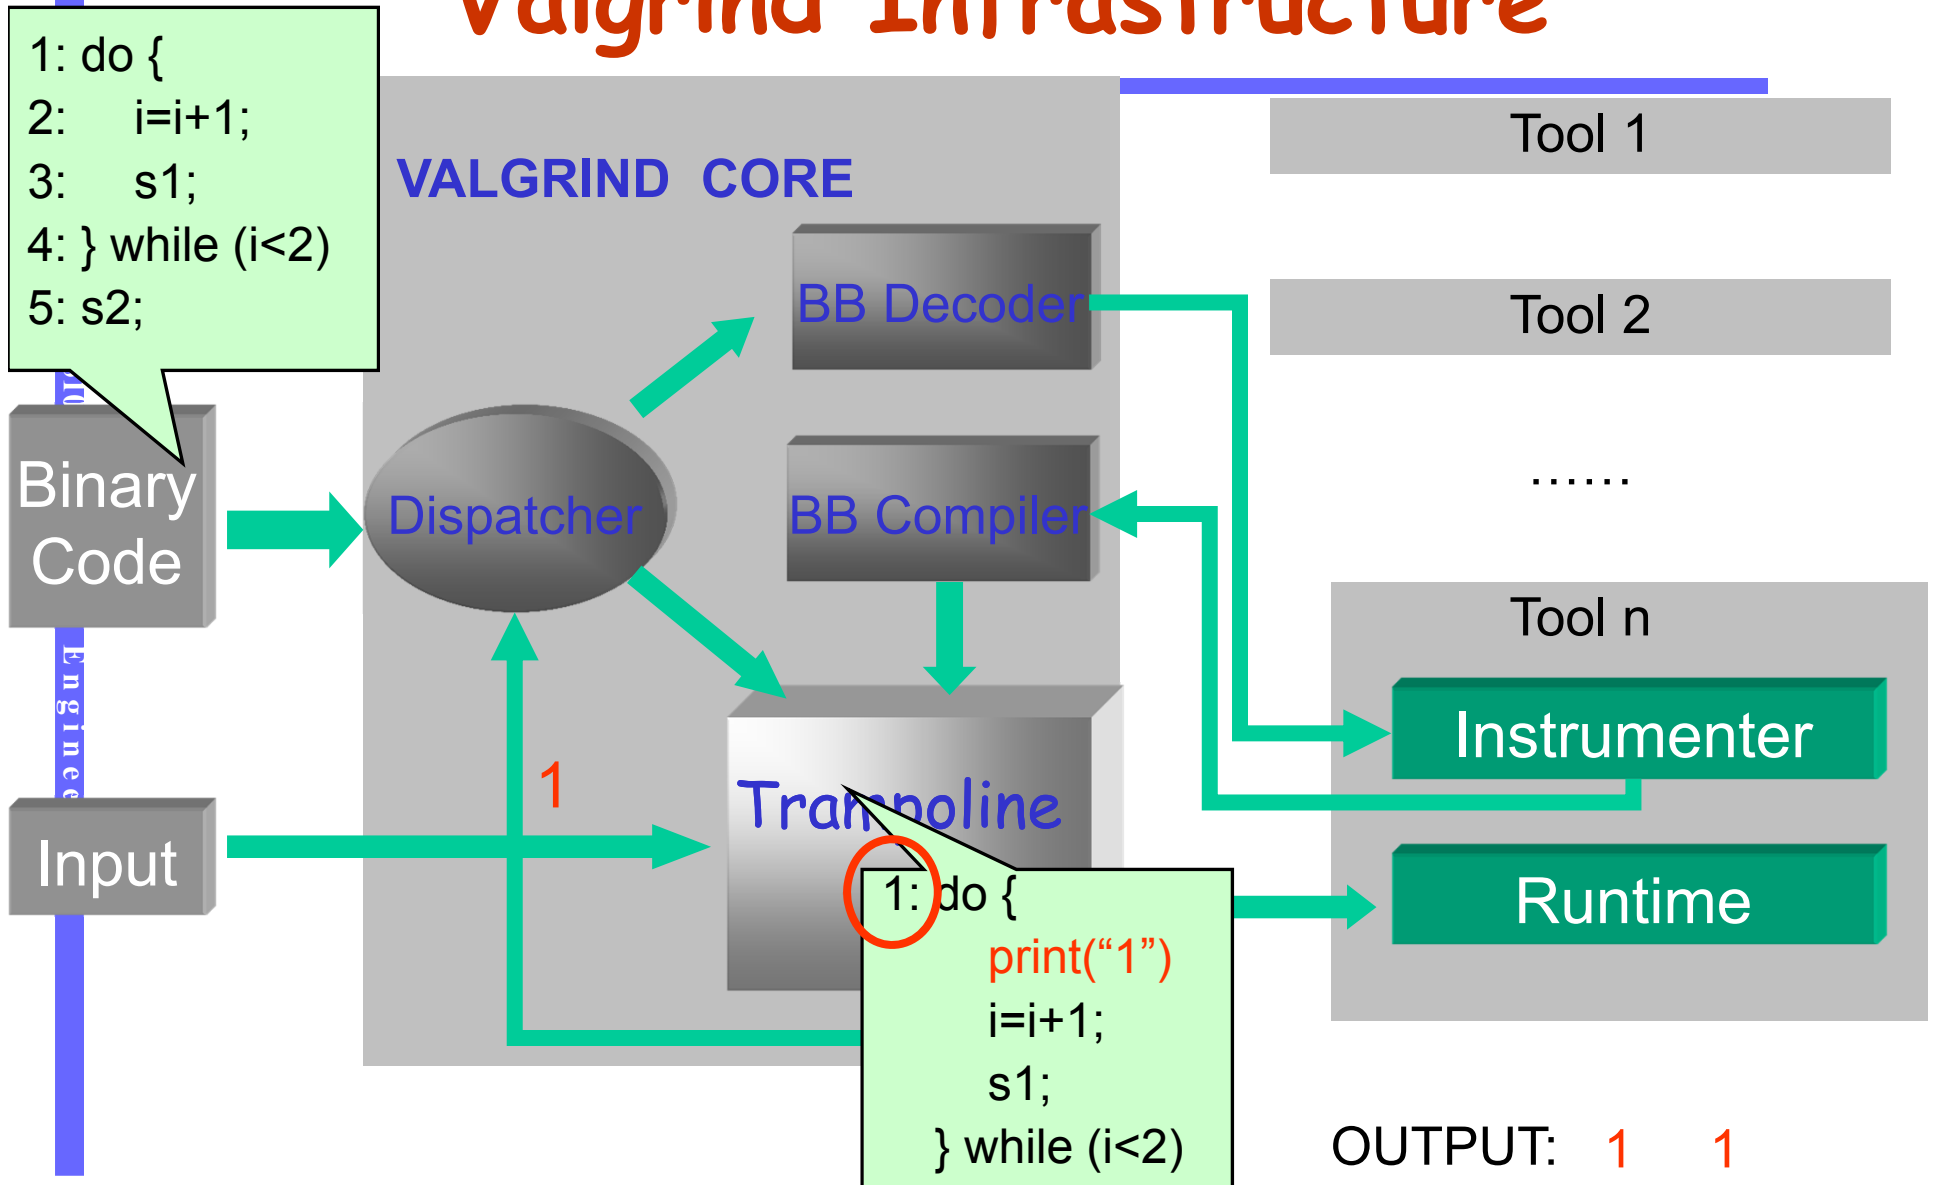 Valgrind Infrastructure
1: do {
2: i=i+1;
3: s1;
4: } while (i<2)
5: s2;
VALGRIND CORE
BB Decoder
BB Compiler
Dispatcher
Binary
Code
Input
1
Trampoline
1: do {
print(“1”)
i=i+1;
s1;
} while (i<2)
Tool 1
Tool 2
......
Tool n
Instrumenter
Runtime
OUTPUT: 1 1